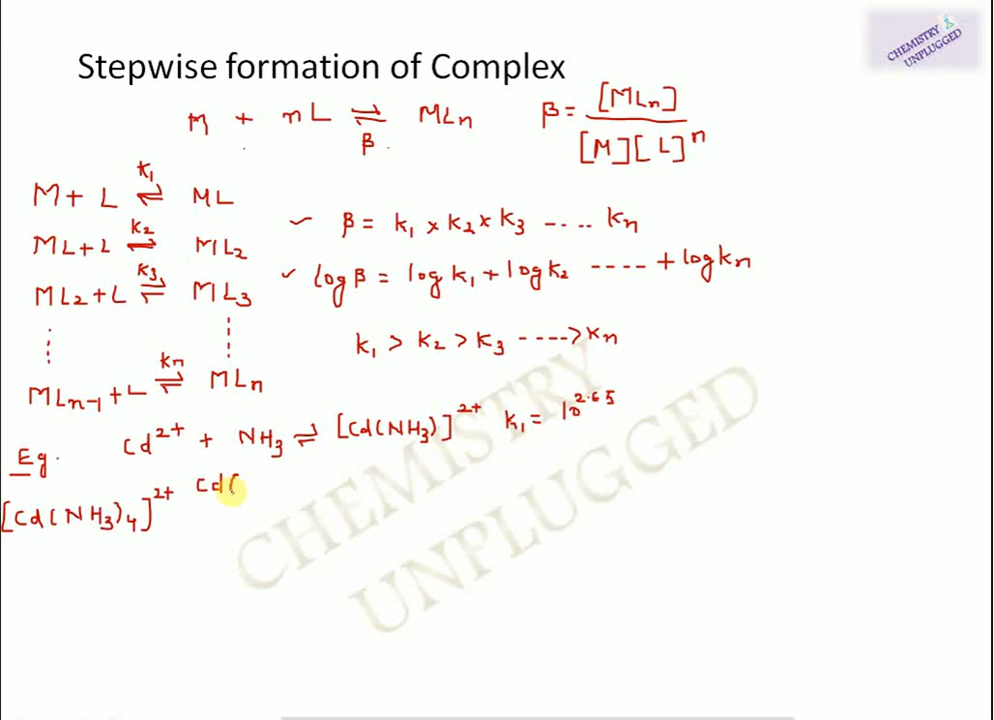 CHEMISTRY
UNPLUGGED
Stepwise formation of Complex
M + nL ⇌ MLn β = [MLn] / [M][L]ⁿ
β
M + L ⇌ ML
K₁
β = K₁ × K₂ × K₃ ---.. Kn
ML + L ⇌ ML₂
K₂
log β = log K₁ + log K₂ ---- + log Kn
ML₂ + L ⇌ ML₃
K₃
K₁ > K₂ > K₃ ----> Kn
MLn-1 + L ⇌ MLn
Kn
Eg. Cd²⁺ + NH₃ ⇌ [Cd(NH₃)]²⁺ K₁ = 10²·⁶⁵
[Cd(NH₃)₄]²⁺ Cd(
CHEMISTRY
UNPLUGGED